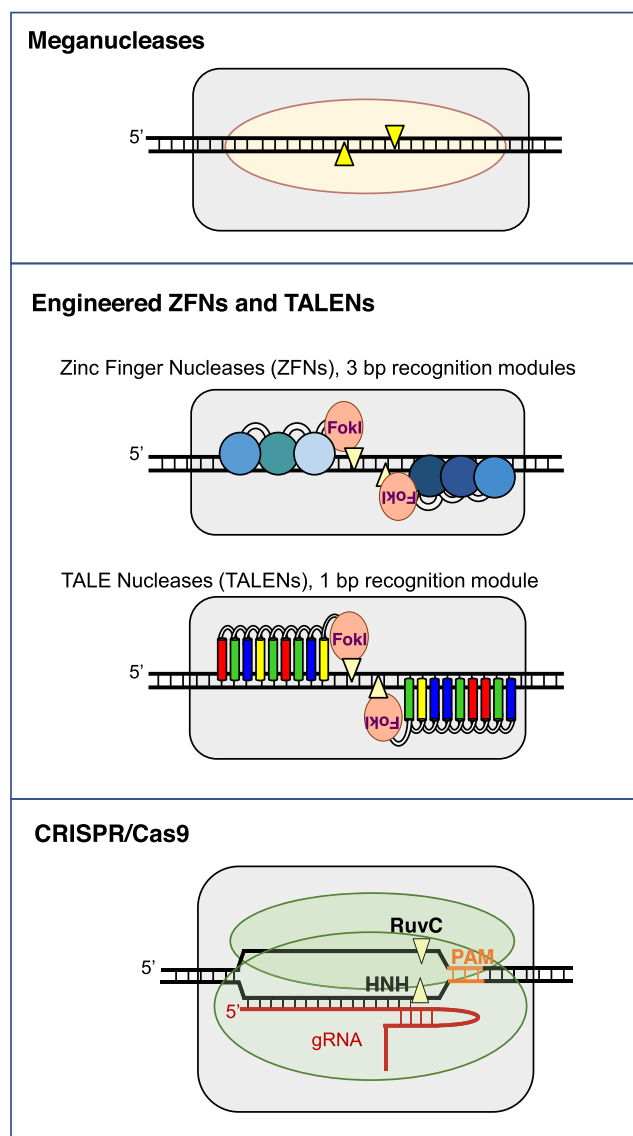 Meganucleases
5’
Engineered ZFNs and TALENs
Zinc Finger Nucleases (ZFNs), 3 bp recognition modules
FokI
5’
FokI
TALE Nucleases (TALENs), 1 bp recognition module
FokI
5’
FokI
CRISPR/Cas9
RuvC
PAM
5’
HNH
5’
gRNA